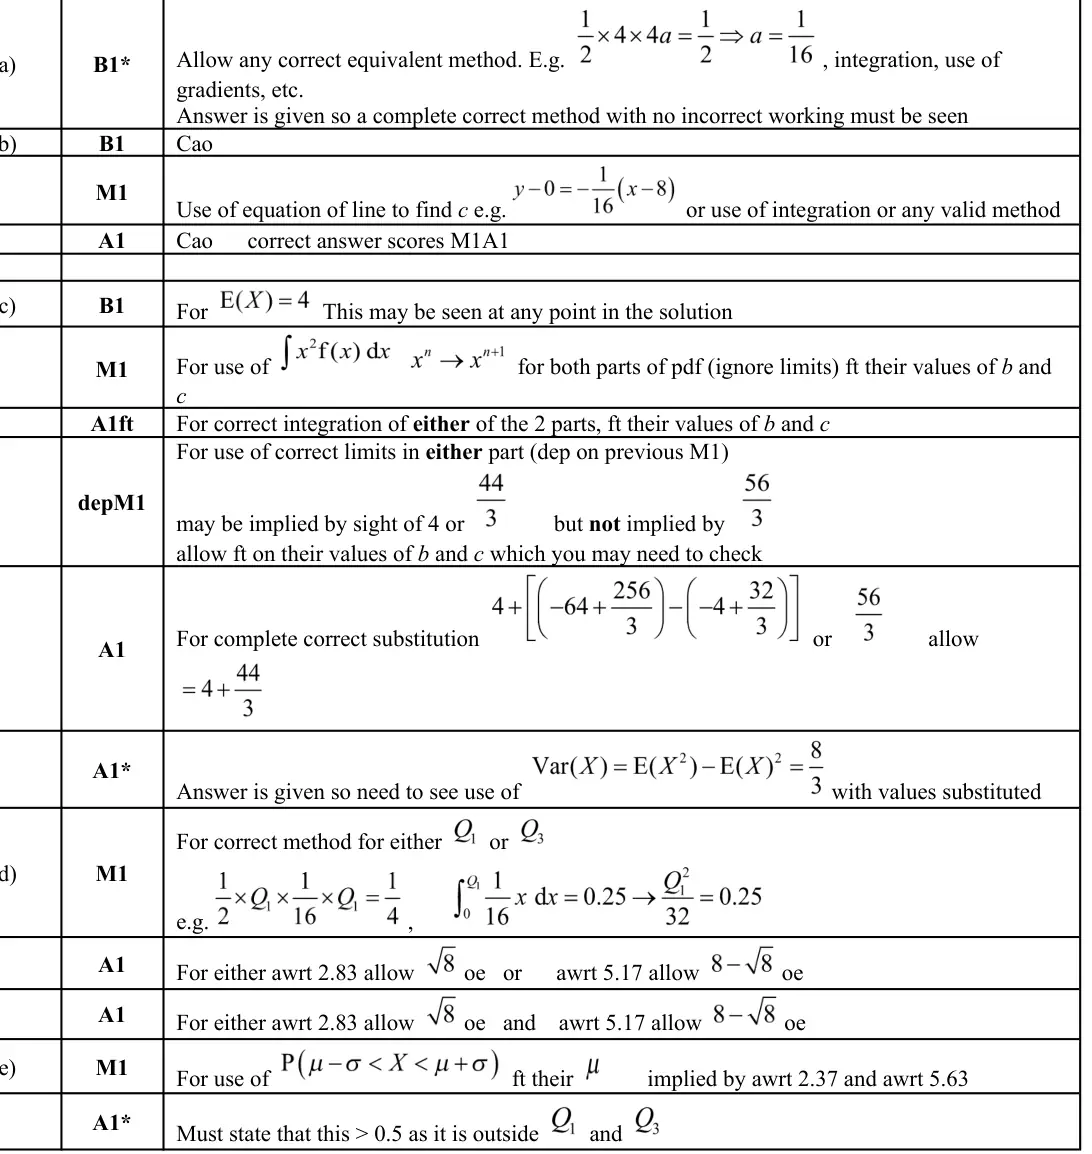 a) B1* Allow any correct equivalent method. E.g. 1/2 × 4 × 4a = 1/2 ⇒ a = 1/16 , integration, use of
gradients, etc.
Answer is given so a complete correct method with no incorrect working must be seen
b) B1 Cao
M1 Use of equation of line to find c e.g. y − 0 = −1/16 (x − 8) or use of integration or any valid method
A1 Cao correct answer scores M1A1
c) B1 For E(X) = 4 This may be seen at any point in the solution
M1 For use of ∫x²f(x) dx xⁿ → xⁿ⁺¹ for both parts of pdf (ignore limits) ft their values of b and
c
A1ft For correct integration of either of the 2 parts, ft their values of b and c
For use of correct limits in either part (dep on previous M1)
depM1 may be implied by sight of 4 or 44/3 but not implied by 56/3
allow ft on their values of b and c which you may need to check
A1 For complete correct substitution 4 + [(−64 + 256/3) − (−4 + 32/3)] or 56/3 allow
= 4 + 44/3
A1* Answer is given so need to see use of Var(X) = E(X²) − E(X)² = 8/3 with values substituted
For correct method for either Q₁ or Q₃
d) M1 e.g. 1/2 × Q₁ × 1/16 × Q₁ = 1/4 , ∫₀^Q₁ 1/16 x dx = 0.25 → Q₁²/32 = 0.25
A1 For either awrt 2.83 allow √8 oe or awrt 5.17 allow 8 − √8 oe
A1 For either awrt 2.83 allow √8 oe and awrt 5.17 allow 8 − √8 oe
e) M1 For use of P(μ − σ < X < μ + σ) ft their μ implied by awrt 2.37 and awrt 5.63
A1* Must state that this > 0.5 as it is outside Q₁ and Q₃